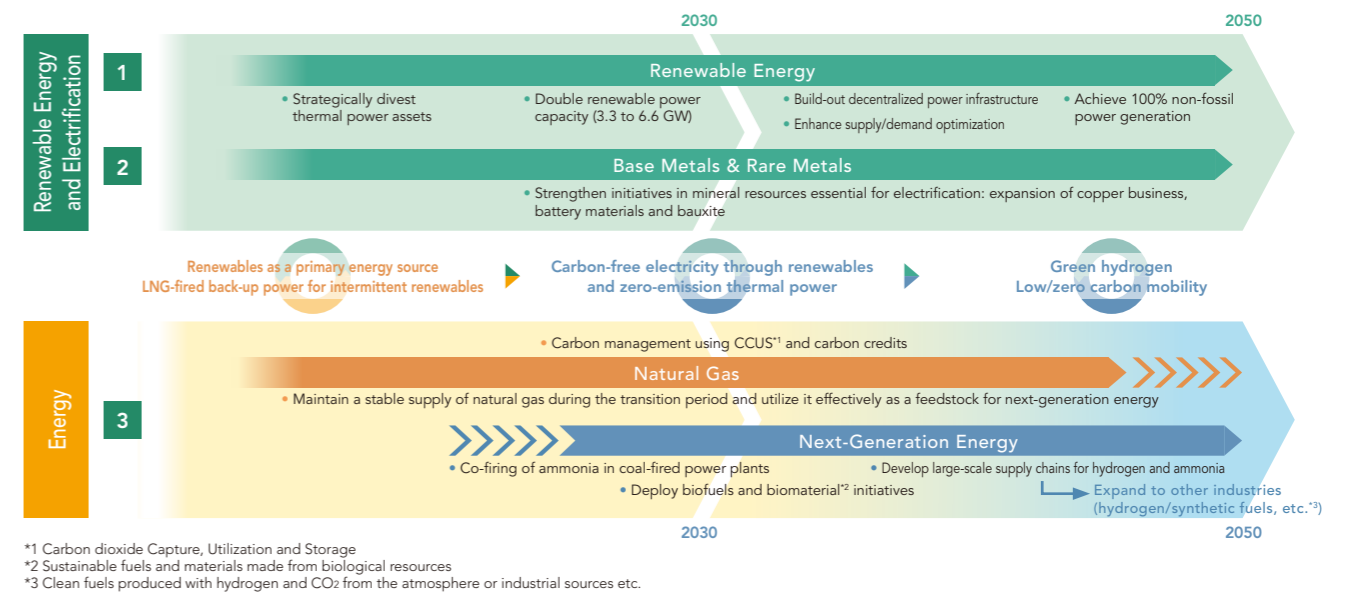 2030
2050
Renewable Energy
and Electrification
1
Renewable Energy
• Strategically divest
thermal power assets
• Double renewable power
capacity (3.3 to 6.6 GW)
• Build-out decentralized power infrastructure
• Enhance supply/demand optimization
• Achieve 100% non-fossil
power generation
2
Base Metals & Rare Metals
• Strengthen initiatives in mineral resources essential for electrification: expansion of copper business,
battery materials and bauxite
Renewables as a primary energy source
LNG-fired back-up power for intermittent renewables
Carbon-free electricity through renewables
and zero-emission thermal power
Green hydrogen
Low/zero carbon mobility
Energy
3
• Carbon management using CCUS*1 and carbon credits
Natural Gas
• Maintain a stable supply of natural gas during the transition period and utilize it effectively as a feedstock for next-generation energy
Next-Generation Energy
• Co-firing of ammonia in coal-fired power plants
• Deploy biofuels and biomaterial*2 initiatives
• Develop large-scale supply chains for hydrogen and ammonia
Expand to other industries
(hydrogen/synthetic fuels, etc.*3)
2030
2050
*1 Carbon dioxide Capture, Utilization and Storage
*2 Sustainable fuels and materials made from biological resources
*3 Clean fuels produced with hydrogen and CO2 from the atmosphere or industrial sources etc.